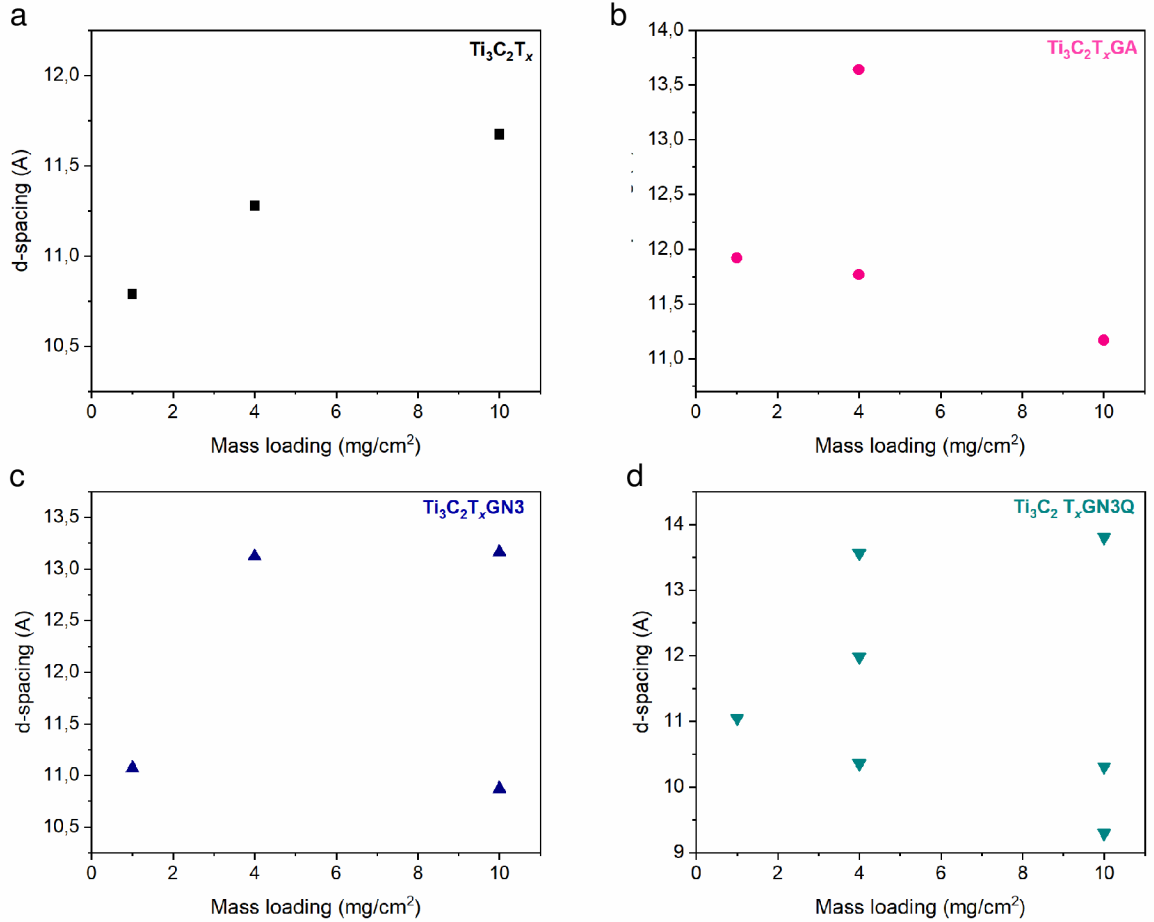 a
Ti₃C₂Tₓ
12,0
11,5
11,0
10,5
d-spacing (A)
0 2 4 6 8 10
Mass loading (mg/cm²)
b
Ti₃C₂TₓGA
14,0
13,5
13,0
12,5
12,0
11,5
11,0
0 2 4 6 8 10
Mass loading (mg/cm²)
c
Ti₃C₂TₓGN3
13,5
13,0
12,5
12,0
11,5
11,0
10,5
d-spacing (A)
0 2 4 6 8 10
Mass loading (mg/cm²)
d
Ti₃C₂ TₓGN3Q
14
13
12
11
10
9
d-spacing (A)
0 2 4 6 8 10
Mass loading (mg/cm²)